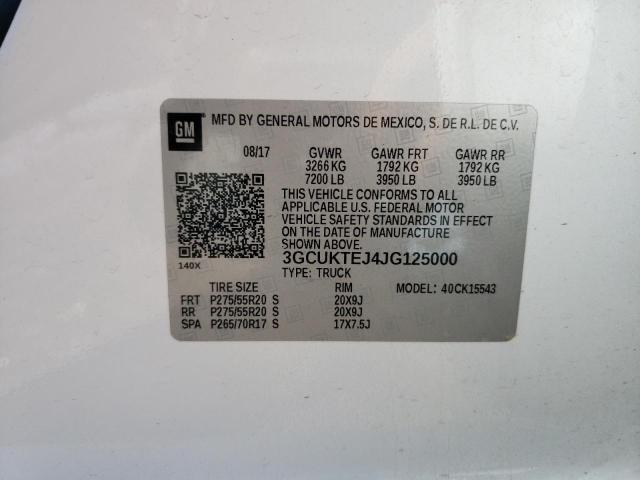 GM MFD BY GENERAL MOTORS DE MEXICO, S. DE R.L. DE C.V.
08/17 GVWR GAWR FRT GAWR RR
3266 KG 1792 KG 1792 KG
7200 LB 3950 LB 3950 LB
THIS VEHICLE CONFORMS TO ALL
APPLICABLE U.S. FEDERAL MOTOR
VEHICLE SAFETY STANDARDS IN EFFECT
ON THE DATE OF MANUFACTURE
SHOWN ABOVE.
140X 3GCUKTEJ4JG125000
TYPE: TRUCK MODEL: 40CK15543
TIRE SIZE RIM
FRT P275/55R20 S 20X9J
RR P275/55R20 S 20X9J
SPA P265/70R17 S 17X7.5J